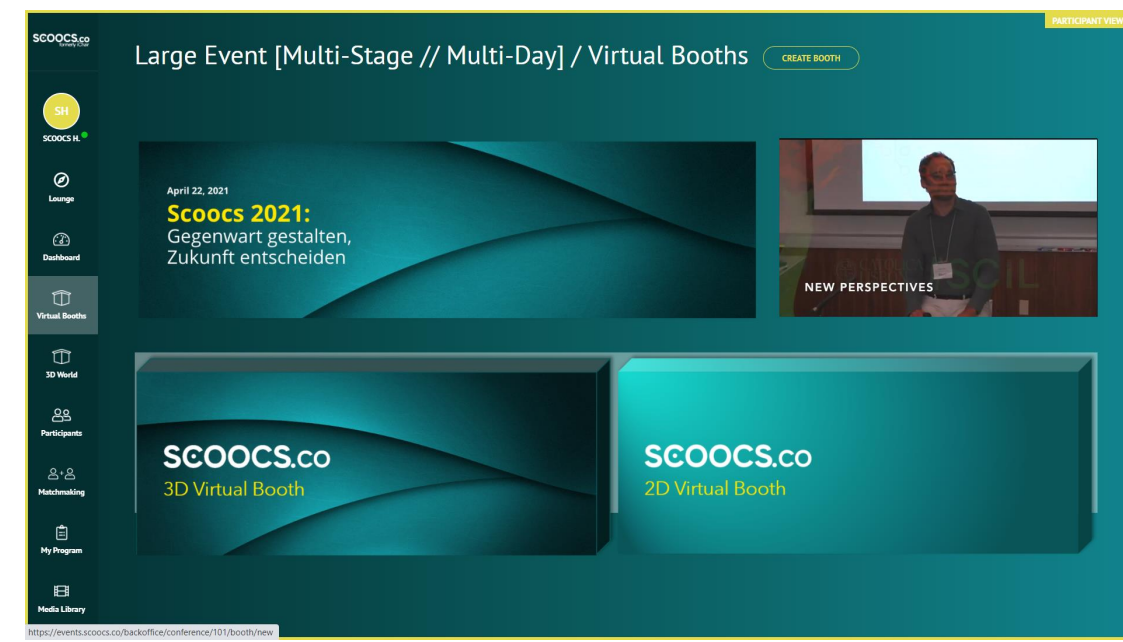 SCOOCS.co
formerly iChair
PARTICIPANT VIEW
Large Event [Multi-Stage // Multi-Day] / Virtual Booths
CREATE BOOTH
SH
SCOOCS H.
Lounge
Dashboard
Virtual Booths
3D World
Participants
Matchmaking
My Program
Media Library
April 22, 2021
Scoocs 2021:
Gegenwart gestalten,
Zukunft entscheiden
NEW PERSPECTIVES
SCIL
SCOOCS.co
3D Virtual Booth
SCOOCS.co
2D Virtual Booth
https://events.scoocs.co/backoffice/conference/101/booth/new